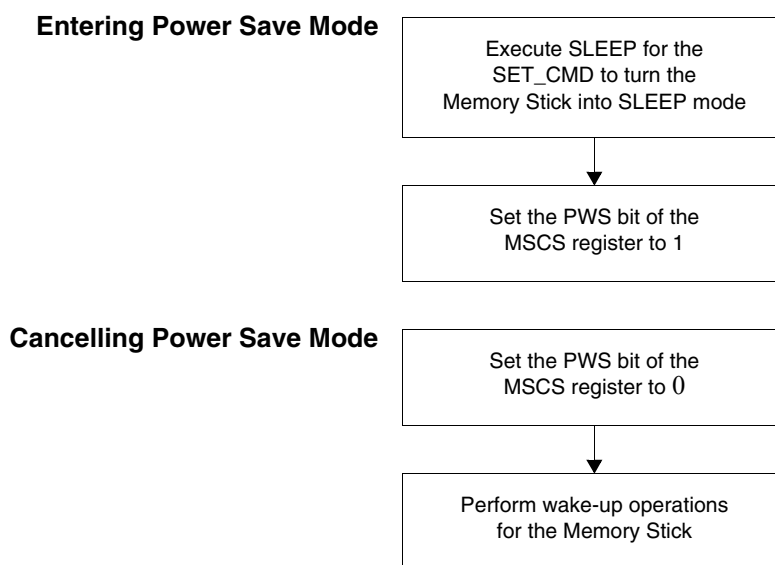 Entering Power Save Mode
Execute SLEEP for the
SET_CMD to turn the
Memory Stick into SLEEP mode
Set the PWS bit of the
MSCS register to 1
Cancelling Power Save Mode
Set the PWS bit of the
MSCS register to 0
Perform wake-up operations
for the Memory Stick